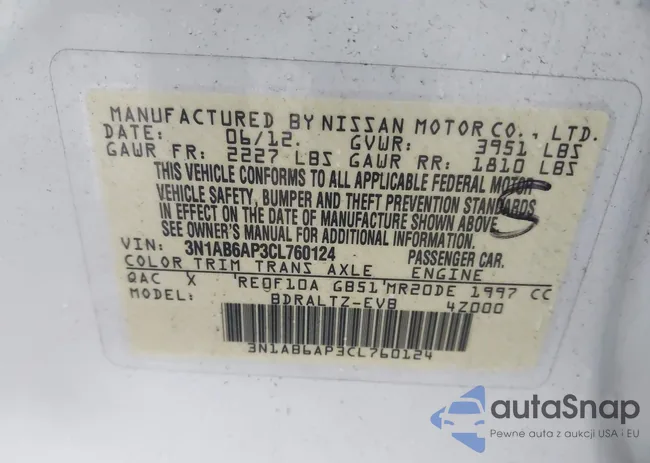 MANUFACTURED BY NISSAN MOTOR CO., LTD.
DATE: 06/12. GVWR: 3951 LBS
GAWR FR: 2227 LBS GAWR RR: 1810 LBS
THIS VEHICLE CONFORMS TO ALL APPLICABLE FEDERAL MOTOR
VEHICLE SAFETY, BUMPER AND THEFT PREVENTION STANDARDS
IN EFFECT ON THE DATE OF MANUFACTURE SHOWN ABOVE.
SEE OWNER'S MANUAL FOR ADDITIONAL INFORMATION.
VIN: 3N1AB6AP3CL760124 PASSENGER CAR.
COLOR TRIM TRANS AXLE ENGINE
QAC X RE0F10A GB51 MR20DE 1997 CC
MODEL: BDRALTZ-EVB 4Z000
3N1AB6AP3CL760124
autaSnap
Pewne auta z aukcji USA i EU